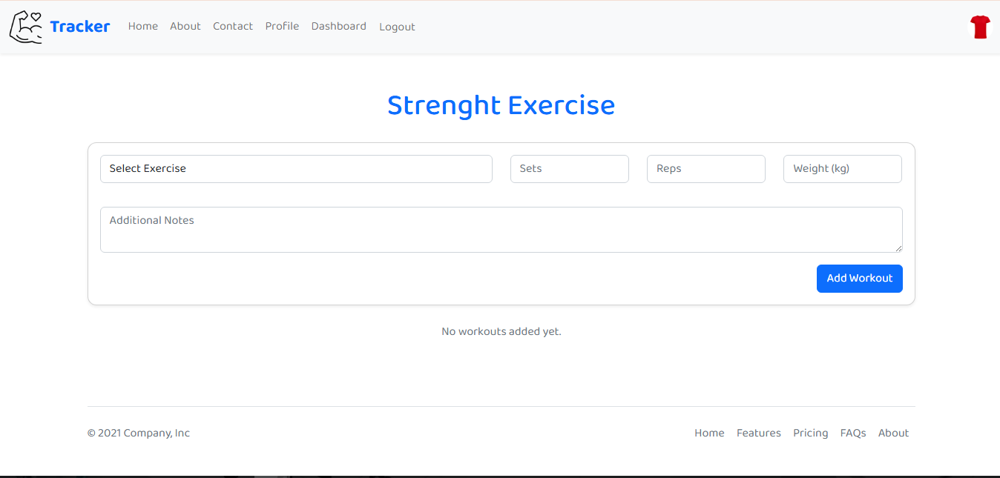 Tracker Home About Contact Profile Dashboard Logout
Strenght Exercise
Select Exercise Sets Reps Weight (kg)
Additional Notes
Add Workout
No workouts added yet.
© 2021 Company, Inc Home Features Pricing FAQs About